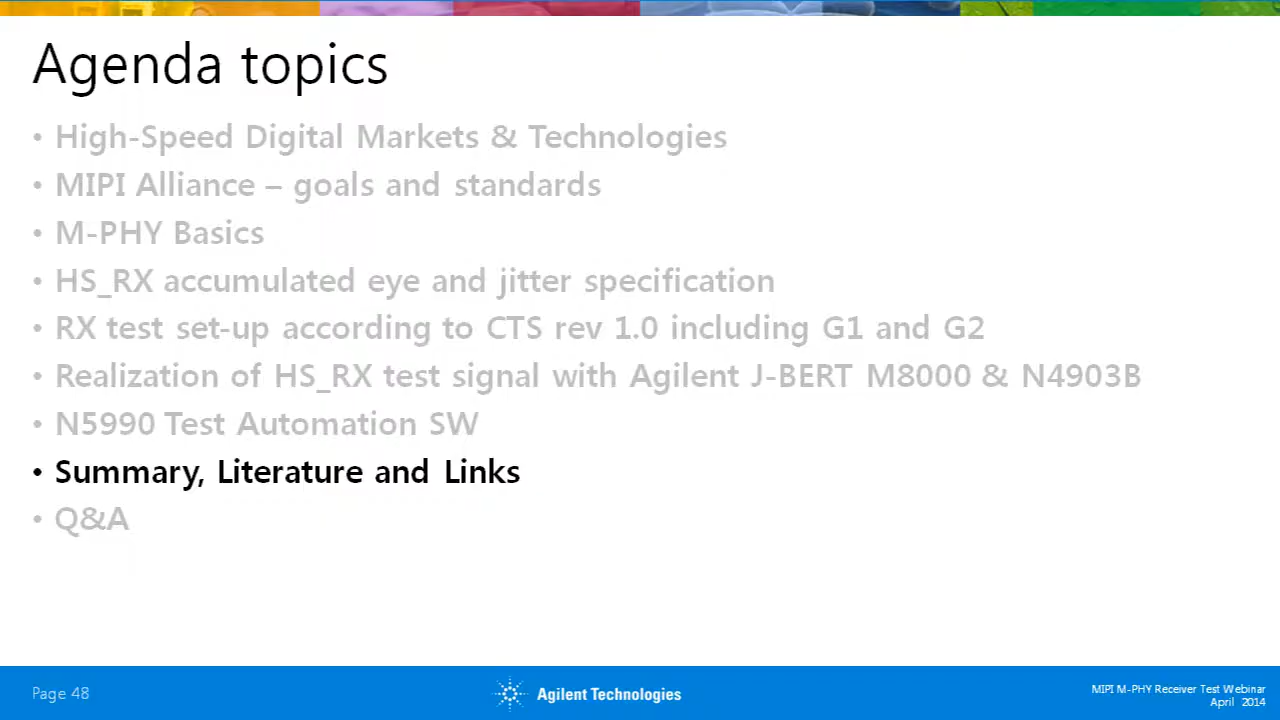 Agenda topics
• High-Speed Digital Markets & Technologies
• MIPI Alliance – goals and standards
• M-PHY Basics
• HS_RX accumulated eye and jitter specification
• RX test set-up according to CTS rev 1.0 including G1 and G2
• Realization of HS_RX test signal with Agilent J-BERT M8000 & N4903B
• N5990 Test Automation SW
• Summary, Literature and Links
• Q&A
Page 48
Agilent Technologies
MIPI M-PHY Receiver Test Webinar
April 2014